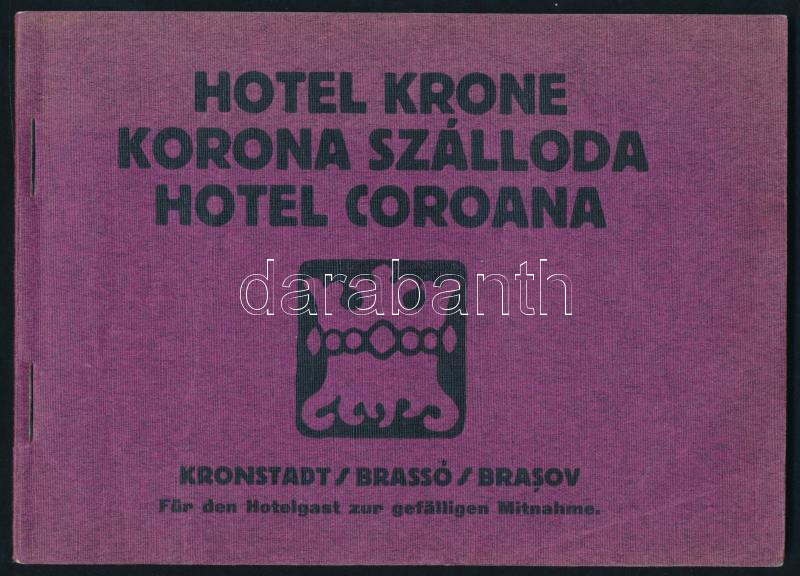 HOTEL KRONE
KORONA SZÁLLODA
HOTEL COROANA
darabanth
KRONSTADT / BRASSÓ / BRAȘOV
Für den Hotelgast zur gefälligen Mitnahme.